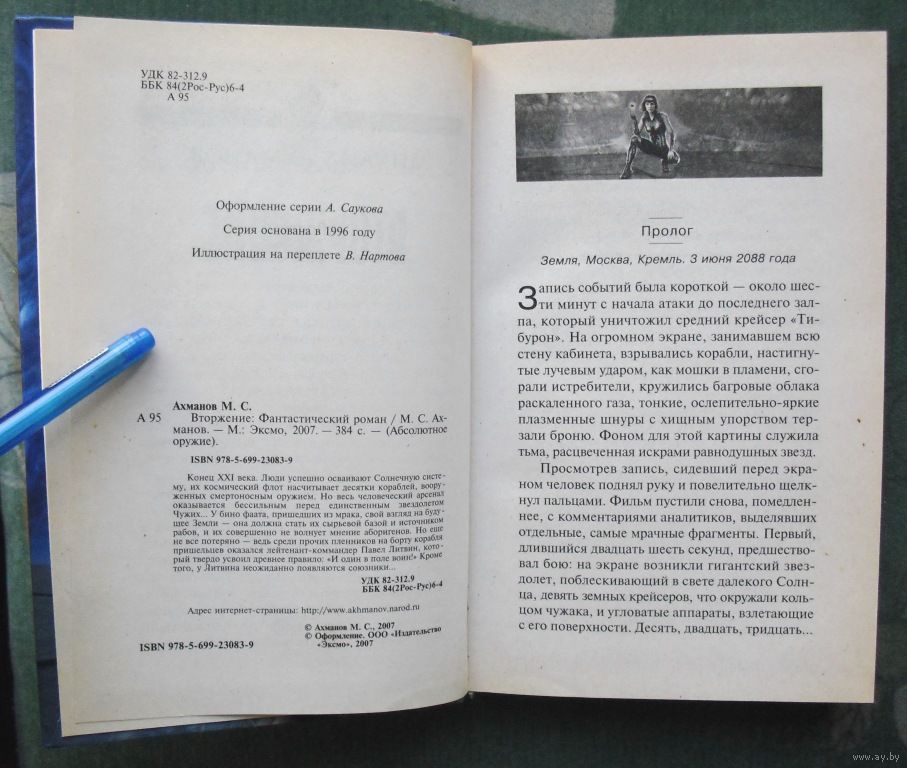 УДК 82-312.9
ББК 84(2Рос-Рус)6-4
А 95
Оформление серии А. Саукова
Серия основана в 1996 году
Иллюстрация на переплете В. Нартова
Ахманов М. С.
А 95 Вторжение: Фантастический роман / М. С. Ах-
манов. — М.: Эксмо, 2007. — 384 с. — (Абсолютное
оружие).
ISBN 978-5-699-23083-9
Конец XXI века. Люди успешно осваивают Солнечную систе-
му, их космический флот насчитывает десятки кораблей, воору-
женных смертоносным оружием. Но весь человеческий арсенал
оказывается бессильным перед единственным звездолетом
Чужих... У бино фаата, пришедших из мрака, свой взгляд на буду-
щее Земли — она должна стать их сырьевой базой и источником
рабов, и их совершенно не волнует мнение аборигенов. Но еще
не все потеряно — ведь среди прочих пленников на борту корабля
пришельцев оказался лейтенант-коммандер Павел Литвин, кото-
рый твердо усвоил древнее правило: «И один в поле воин!» Кроме
того, у Литвина неожиданно появляются союзники...
УДК 82-312.9
ББК 84(2Рос-Рус)6-4
Адрес интернет-страницы: http://www.akhmanov.narod.ru
© Ахманов М. С., 2007
© Оформление. ООО «Издательство
«Эксмо», 2007
ISBN 978-5-699-23083-9
Пролог
Земля, Москва, Кремль. 3 июня 2088 года
Запись событий была короткой — около шес-
ти минут с начала атаки до последнего зал-
па, который уничтожил средний крейсер «Ти-
бурон». На огромном экране, занимавшем всю
стену кабинета, взрывались корабли, настигну-
тые лучевым ударом, как мошки в пламени, сго-
рали истребители, кружились багровые облака
раскаленного газа, тонкие, ослепительно-яркие
плазменные шнуры с хищным упорством тер-
зали броню. Фоном для этой картины служила
тьма, расцвеченная искрами равнодушных звезд.
Просмотрев запись, сидевший перед экра-
ном человек поднял руку и повелительно щелк-
нул пальцами. Фильм пустили снова, помедлен-
нее, с комментариями аналитиков, выделявших
отдельные, самые мрачные фрагменты. Первый,
длившийся двадцать шесть секунд, предшество-
вал бою: на экране возникли гигантский звез-
долет, поблескивающий в свете далекого Солн-
ца, девять земных крейсеров, что окружали коль-
цом чужака, и угловатые аппараты, взлетающие
с его поверхности. Десять, двадцать, тридцать...
www.ay.by